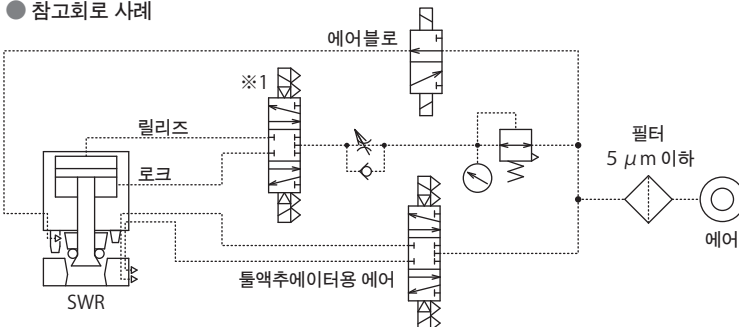 ● 참고회로 사례
에어블로
※1
릴리즈
로크
필터
5 μm 이하
에어
툴액추에이터용 에어
SWR